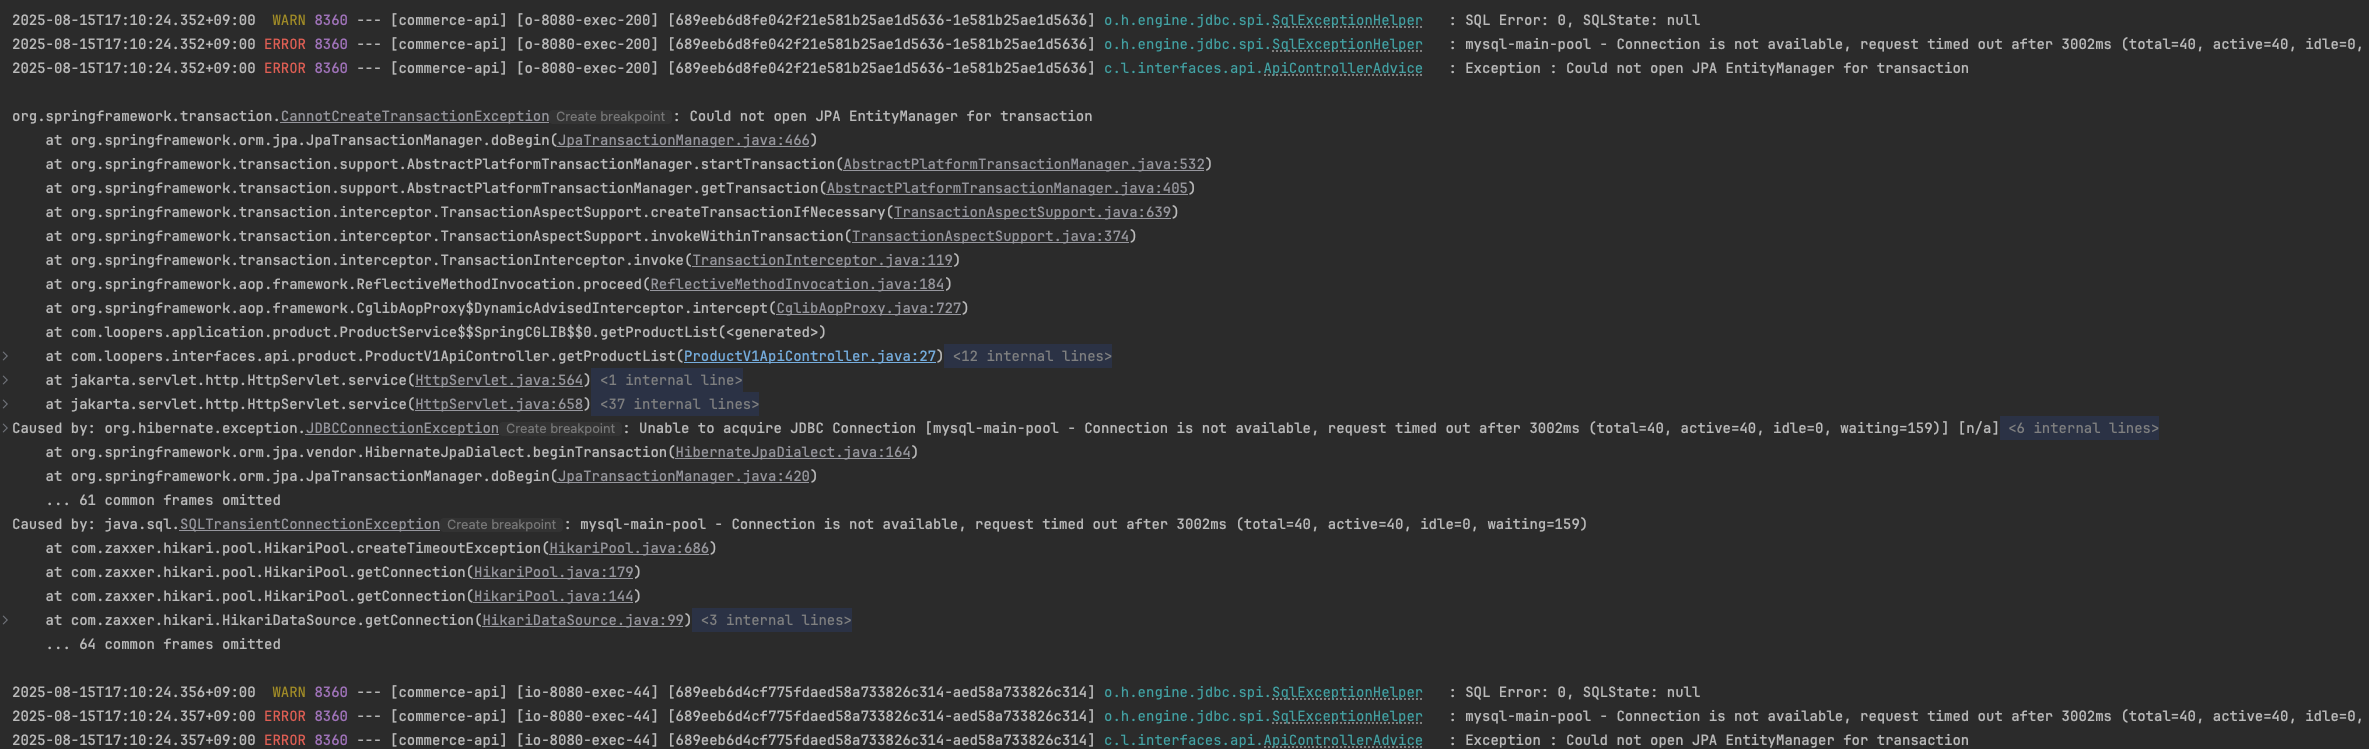 2025-08-15T17:10:24.352+09:00  WARN 8360 --- [commerce-api] [o-8080-exec-200] [689eeb6d8fe042f21e581b25ae1d5636-1e581b25ae1d5636] o.h.engine.jdbc.spi.SqlExceptionHelper   : SQL Error: 0, SQLState: null
2025-08-15T17:10:24.352+09:00 ERROR 8360 --- [commerce-api] [o-8080-exec-200] [689eeb6d8fe042f21e581b25ae1d5636-1e581b25ae1d5636] o.h.engine.jdbc.spi.SqlExceptionHelper   : mysql-main-pool - Connection is not available, request timed out after 3002ms (total=40, active=40, idle=0,
2025-08-15T17:10:24.352+09:00 ERROR 8360 --- [commerce-api] [o-8080-exec-200] [689eeb6d8fe042f21e581b25ae1d5636-1e581b25ae1d5636] c.l.interfaces.api.ApiControllerAdvice   : Exception : Could not open JPA EntityManager for transaction
org.springframework.transaction.CannotCreateTransactionException Create breakpoint : Could not open JPA EntityManager for transaction
at org.springframework.orm.jpa.JpaTransactionManager.doBegin(JpaTransactionManager.java:466)
at org.springframework.transaction.support.AbstractPlatformTransactionManager.startTransaction(AbstractPlatformTransactionManager.java:532)
at org.springframework.transaction.support.AbstractPlatformTransactionManager.getTransaction(AbstractPlatformTransactionManager.java:405)
at org.springframework.transaction.interceptor.TransactionAspectSupport.createTransactionIfNecessary(TransactionAspectSupport.java:639)
at org.springframework.transaction.interceptor.TransactionAspectSupport.invokeWithinTransaction(TransactionAspectSupport.java:374)
at org.springframework.transaction.interceptor.TransactionInterceptor.invoke(TransactionInterceptor.java:119)
at org.springframework.aop.framework.ReflectiveMethodInvocation.proceed(ReflectiveMethodInvocation.java:184)
at org.springframework.aop.framework.CglibAopProxy$DynamicAdvisedInterceptor.intercept(CglibAopProxy.java:727)
at com.loopers.application.product.ProductService$$SpringCGLIB$$0.getProductList(<generated>)
at com.loopers.interfaces.api.product.ProductV1ApiController.getProductList(ProductV1ApiController.java:27) <12 internal lines>
at jakarta.servlet.http.HttpServlet.service(HttpServlet.java:564) <1 internal line>
at jakarta.servlet.http.HttpServlet.service(HttpServlet.java:658) <37 internal lines>
Caused by: org.hibernate.exception.JDBCConnectionException Create breakpoint : Unable to acquire JDBC Connection [mysql-main-pool - Connection is not available, request timed out after 3002ms (total=40, active=40, idle=0, waiting=159)] [n/a] <6 internal lines>
at org.springframework.orm.jpa.vendor.HibernateJpaDialect.beginTransaction(HibernateJpaDialect.java:164)
at org.springframework.orm.jpa.JpaTransactionManager.doBegin(JpaTransactionManager.java:420)
... 61 common frames omitted
Caused by: java.sql.SQLTransientConnectionException Create breakpoint : mysql-main-pool - Connection is not available, request timed out after 3002ms (total=40, active=40, idle=0, waiting=159)
at com.zaxxer.hikari.pool.HikariPool.createTimeoutException(HikariPool.java:686)
at com.zaxxer.hikari.pool.HikariPool.getConnection(HikariPool.java:179)
at com.zaxxer.hikari.pool.HikariPool.getConnection(HikariPool.java:144)
at com.zaxxer.hikari.HikariDataSource.getConnection(HikariDataSource.java:99) <3 internal lines>
... 64 common frames omitted
2025-08-15T17:10:24.356+09:00  WARN 8360 --- [commerce-api] [io-8080-exec-44] [689eeb6d4cf775fdaed58a733826c314-aed58a733826c314] o.h.engine.jdbc.spi.SqlExceptionHelper   : SQL Error: 0, SQLState: null
2025-08-15T17:10:24.357+09:00 ERROR 8360 --- [commerce-api] [io-8080-exec-44] [689eeb6d4cf775fdaed58a733826c314-aed58a733826c314] o.h.engine.jdbc.spi.SqlExceptionHelper   : mysql-main-pool - Connection is not available, request timed out after 3002ms (total=40, active=40, idle=0,
2025-08-15T17:10:24.357+09:00 ERROR 8360 --- [commerce-api] [io-8080-exec-44] [689eeb6d4cf775fdaed58a733826c314-aed58a733826c314] c.l.interfaces.api.ApiControllerAdvice   : Exception : Could not open JPA EntityManager for transaction